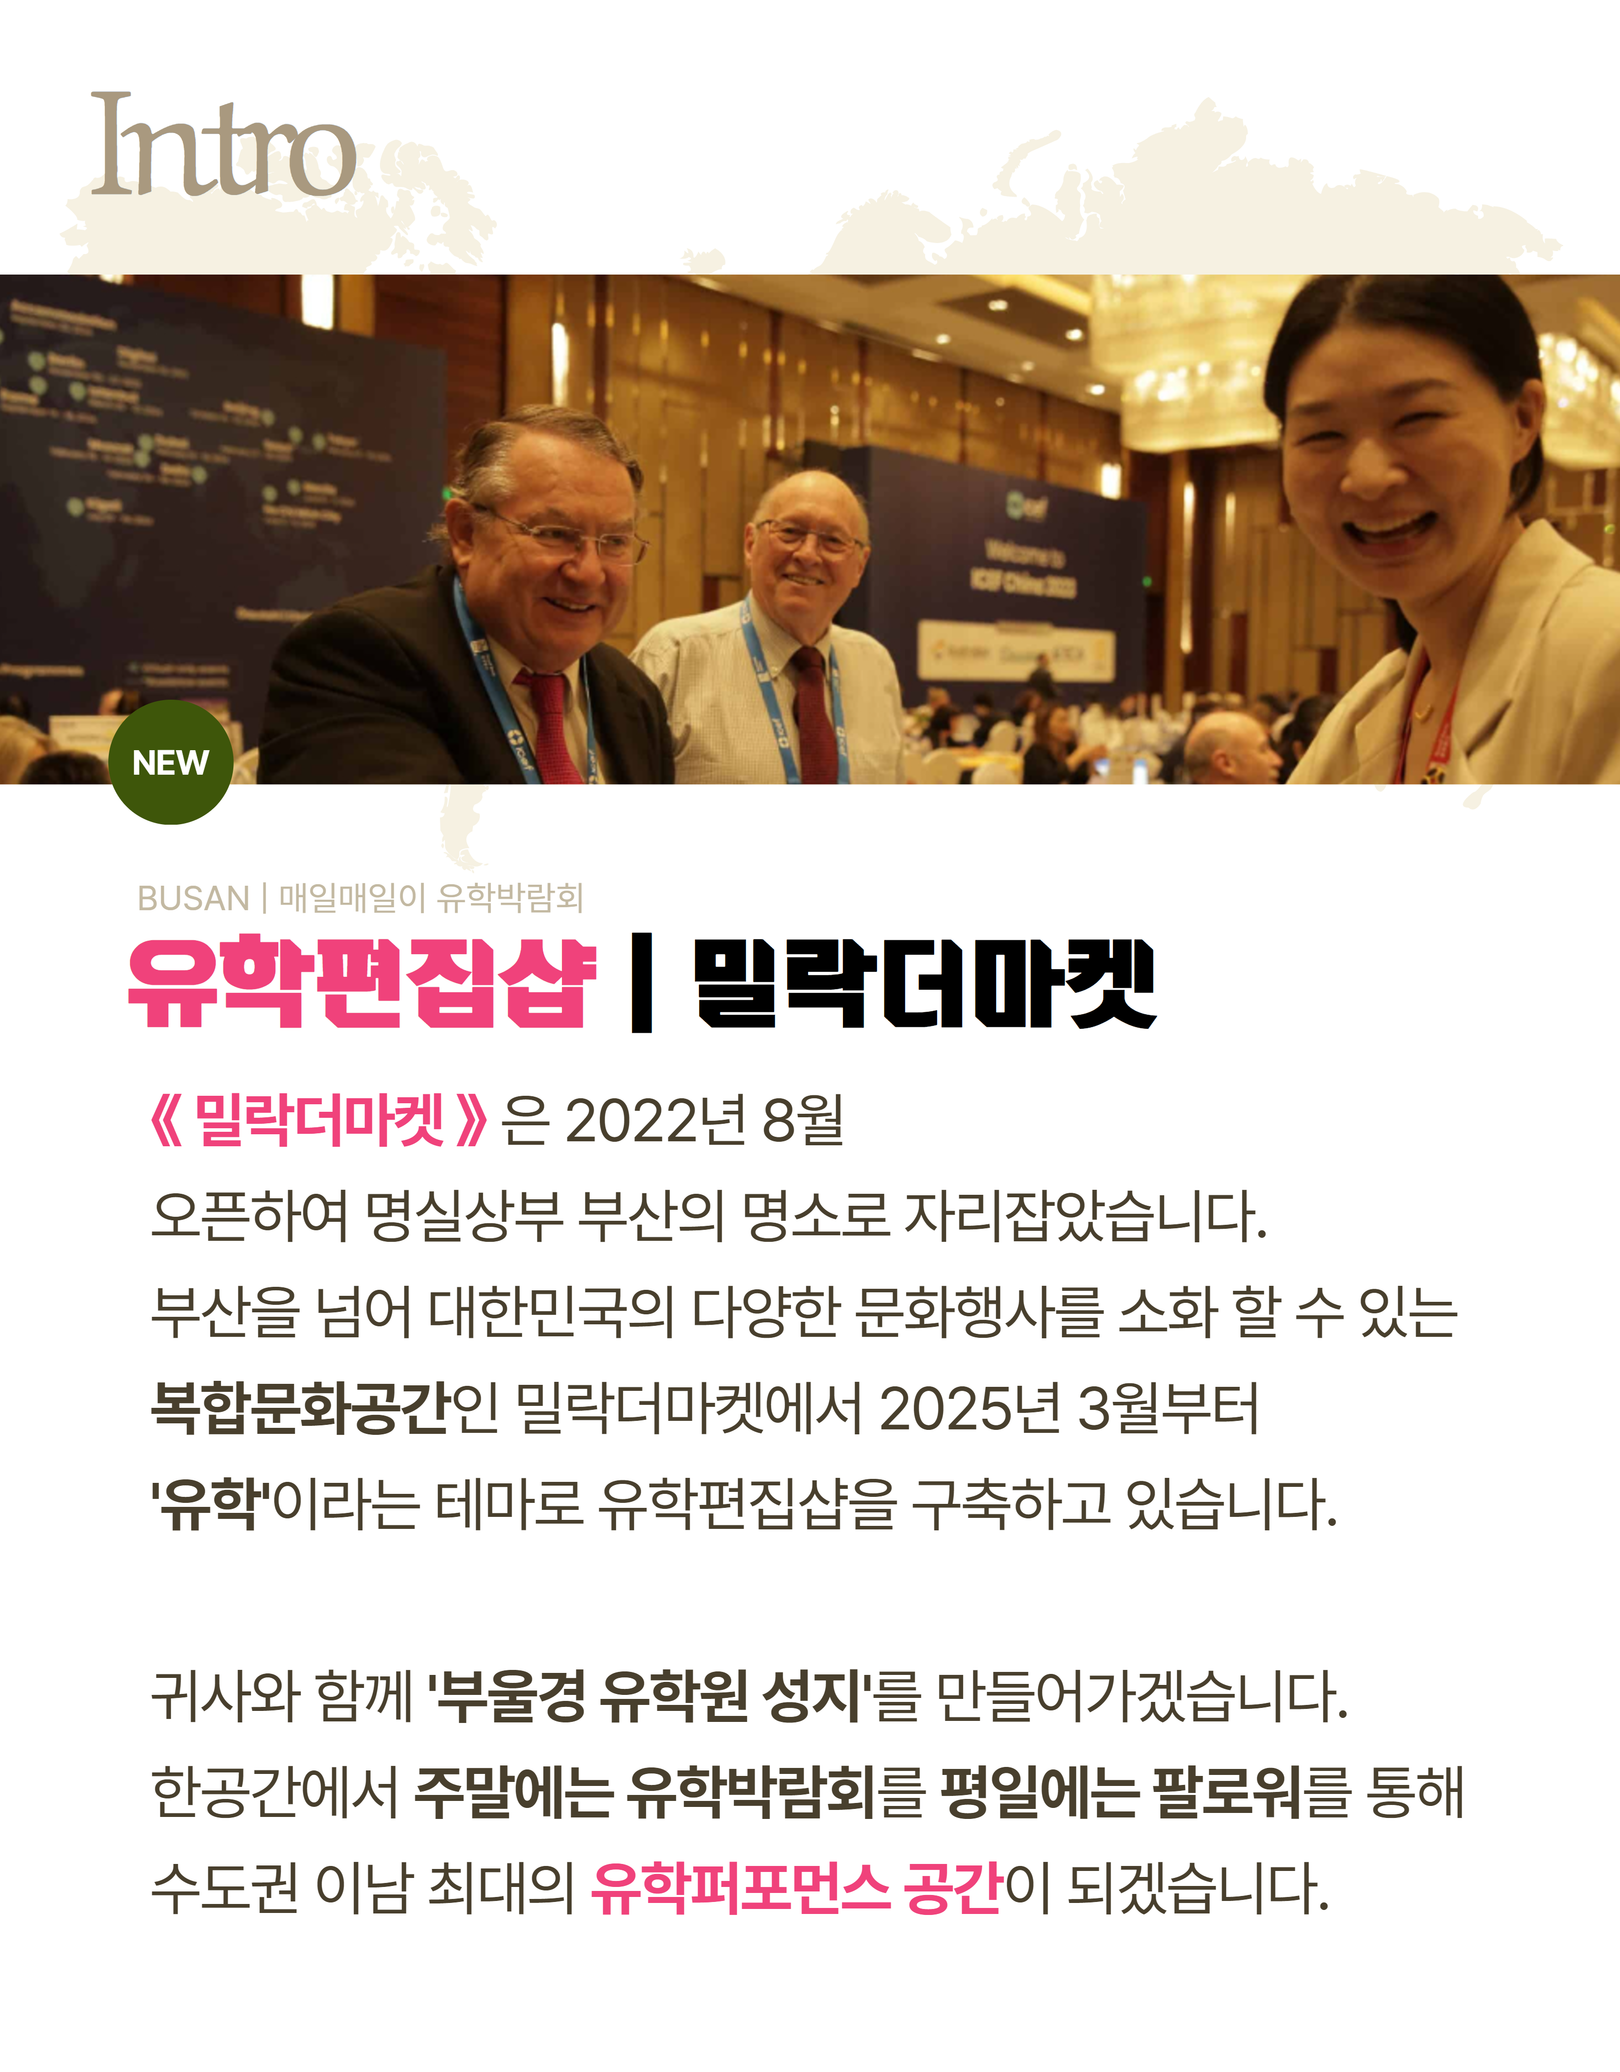 Intro
Welcome to
ICEF China 2023
icef
NEW
BUSAN | 매일매일이 유학박람회
유학편집샵 | 밀락더마켓
《 밀락더마켓 》 은 2022년 8월
오픈하여 명실상부 부산의 명소로 자리잡았습니다.
부산을 넘어 대한민국의 다양한 문화행사를 소화 할 수 있는
복합문화공간인 밀락더마켓에서 2025년 3월부터
'유학'이라는 테마로 유학편집샵을 구축하고 있습니다.
귀사와 함께 '부울경 유학원 성지'를 만들어가겠습니다.
한공간에서 주말에는 유학박람회를 평일에는 팔로워를 통해
수도권 이남 최대의 유학퍼포먼스 공간이 되겠습니다.